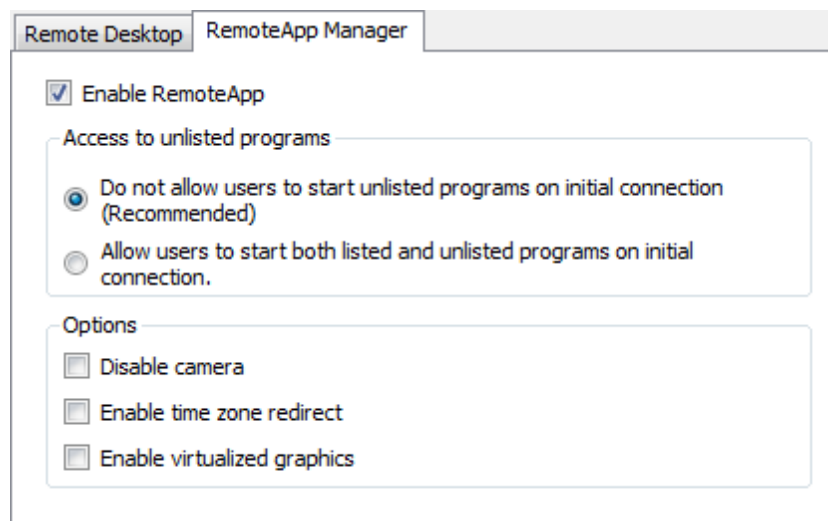 Remote Desktop
RemoteApp Manager
Enable RemoteApp
Access to unlisted programs
Do not allow users to start unlisted programs on initial connection
(Recommended)
Allow users to start both listed and unlisted programs on initial
connection.
Options
Disable camera
Enable time zone redirect
Enable virtualized graphics